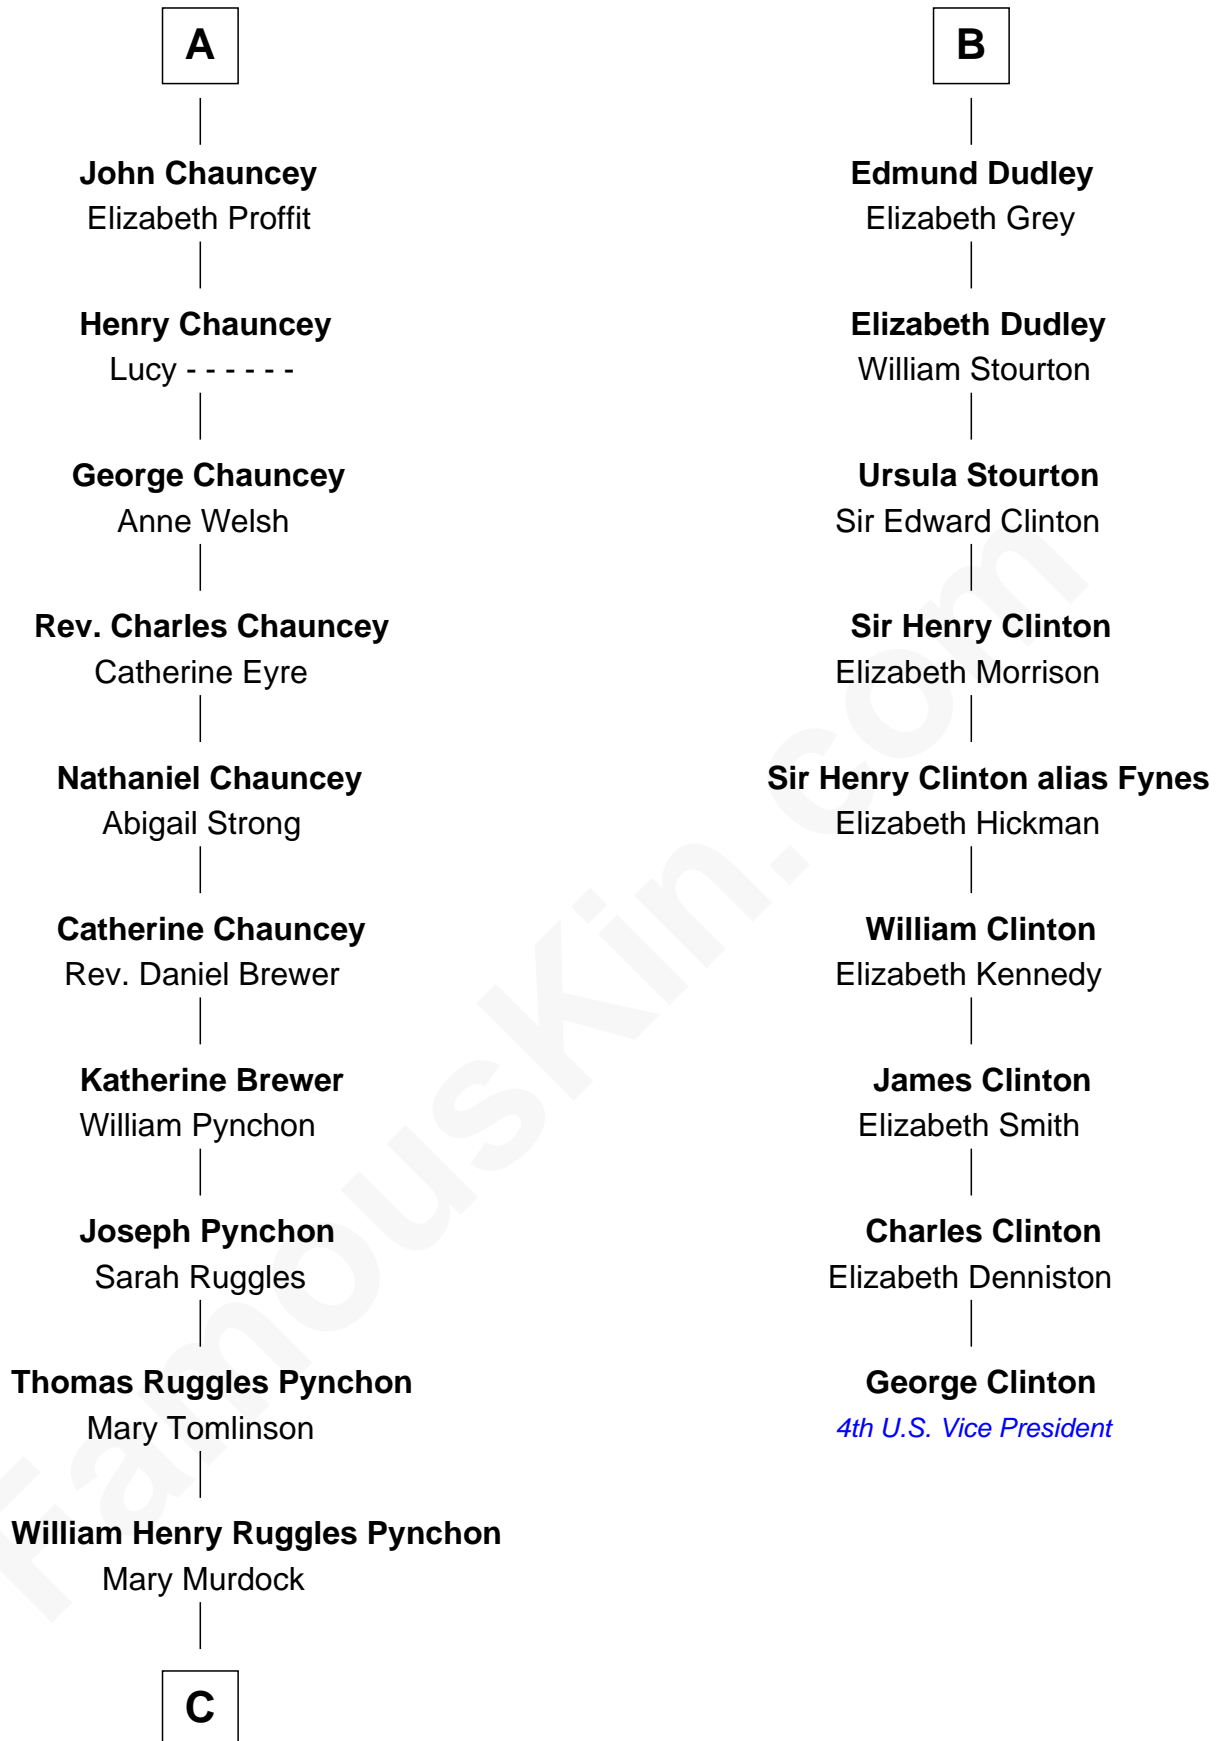 A
John Chauncey
Elizabeth Proffit
Henry Chauncey
Lucy - - - - - -
George Chauncey
Anne Welsh
Rev. Charles Chauncey
Catherine Eyre
Nathaniel Chauncey
Abigail Strong
Catherine Chauncey
Rev. Daniel Brewer
Katherine Brewer
William Pynchon
Joseph Pynchon
Sarah Ruggles
Thomas Ruggles Pynchon
Mary Tomlinson
William Henry Ruggles Pynchon
Mary Murdock
C
B
Edmund Dudley
Elizabeth Grey
Elizabeth Dudley
William Stourton
Ursula Stourton
Sir Edward Clinton
Sir Henry Clinton
Elizabeth Morrison
Sir Henry Clinton alias Fynes
Elizabeth Hickman
William Clinton
Elizabeth Kennedy
James Clinton
Elizabeth Smith
Charles Clinton
Elizabeth Denniston
George Clinton
4th U.S. Vice President
FamousKin.com